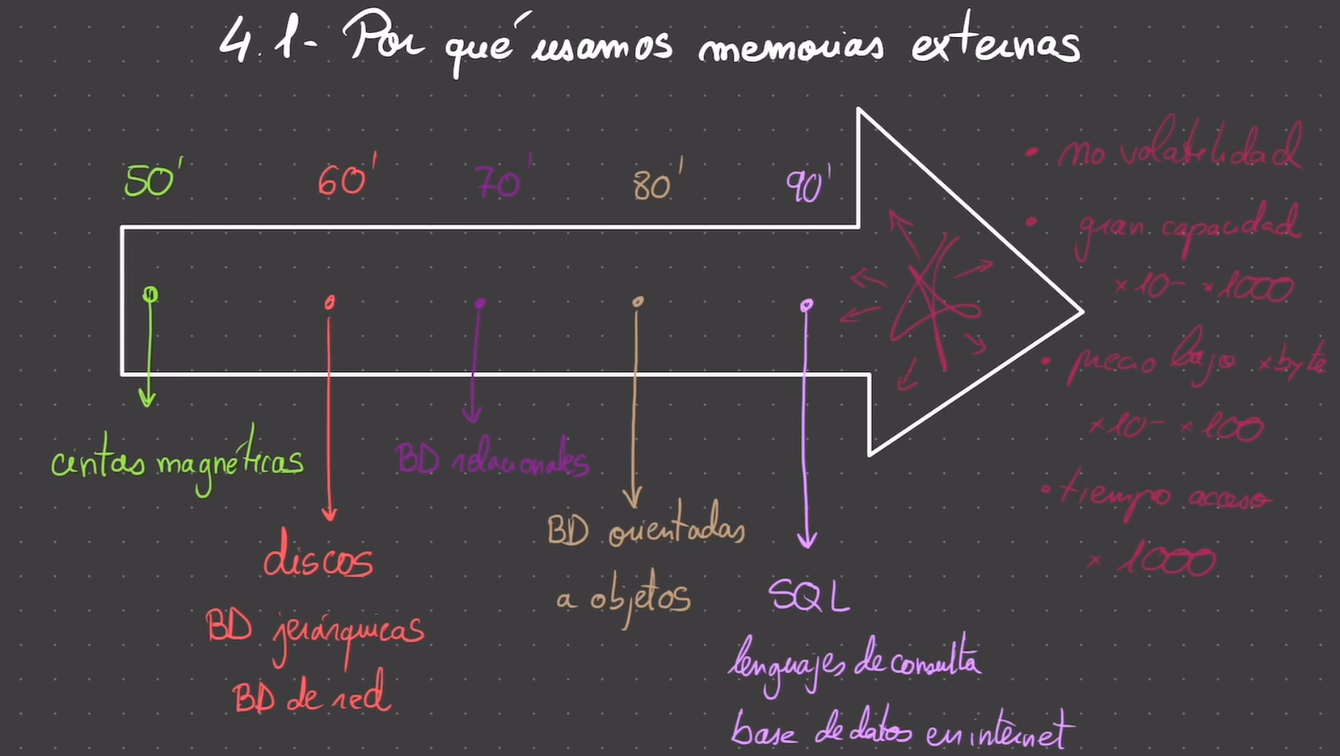 4.1- Por qué usamos memorias externas
50'
60'
70'
80'
90'
cintas magnéticas
discos
BD jerárquicas
BD de red
BD relacionales
BD orientadas
a objetos
SQL
lenguajes de consulta
base de datos en internet
• no volatilidad
• gran capacidad
×10 - ×1000
• precio bajo xbyte
×10 - ×100
• tiempo acceso
× 1000